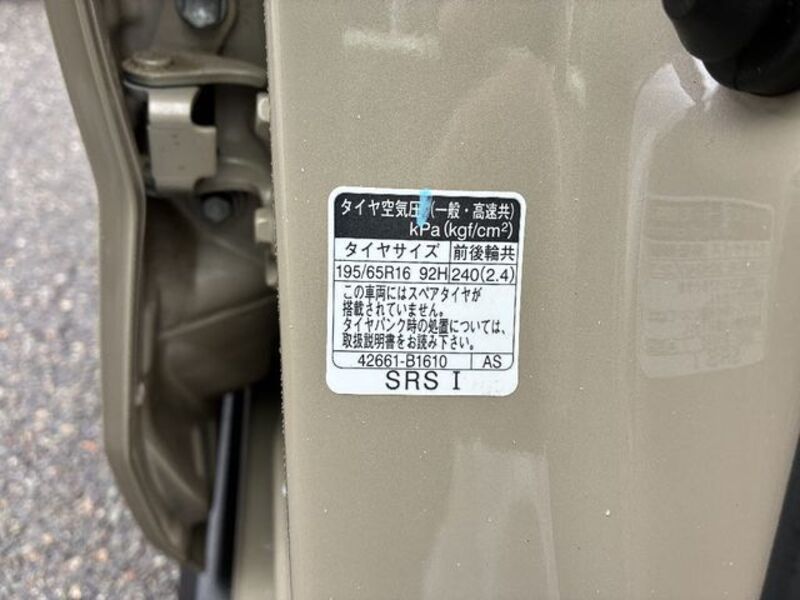 タイヤ空気圧(一般・高速共)
kPa(kgf/cm²)
タイヤサイズ 前後輪共
195/65R16 92H 240(2.4)
この車両にはスペアタイヤが
搭載されていません。
タイヤパンク時の処置については、
取扱説明書をお読み下さい。
42661-B1610 AS
SRS I